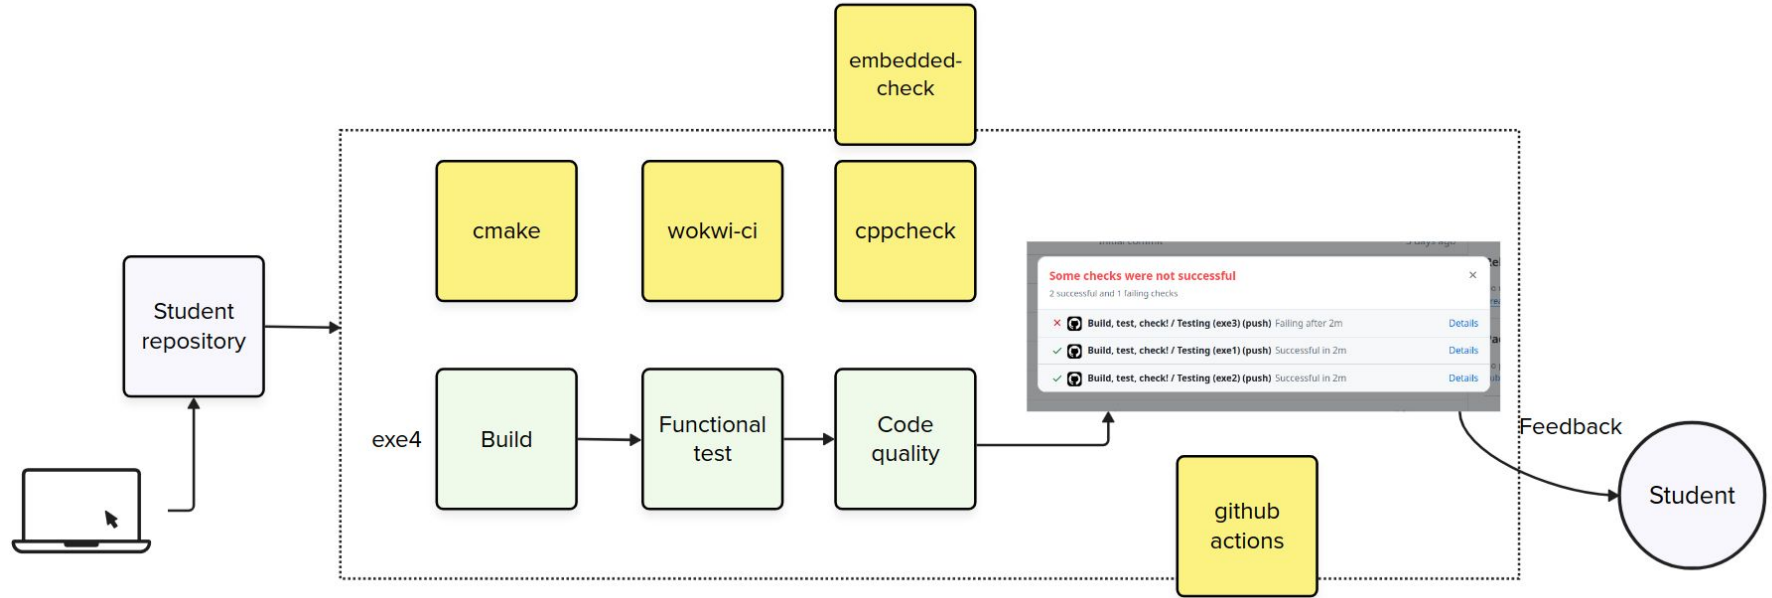 embedded-
check
cmake
wokwi-ci
cppcheck
Student
repository
Some checks were not successful
2 successful and 1 failing checks
Build, test, check! / Testing (exe3) (push) Failing after 2m Details
Build, test, check! / Testing (exe1) (push) Successful in 2m Details
Build, test, check! / Testing (exe2) (push) Successful in 2m Details
exe4
Build
Functional
test
Code
quality
Feedback
Student
github
actions